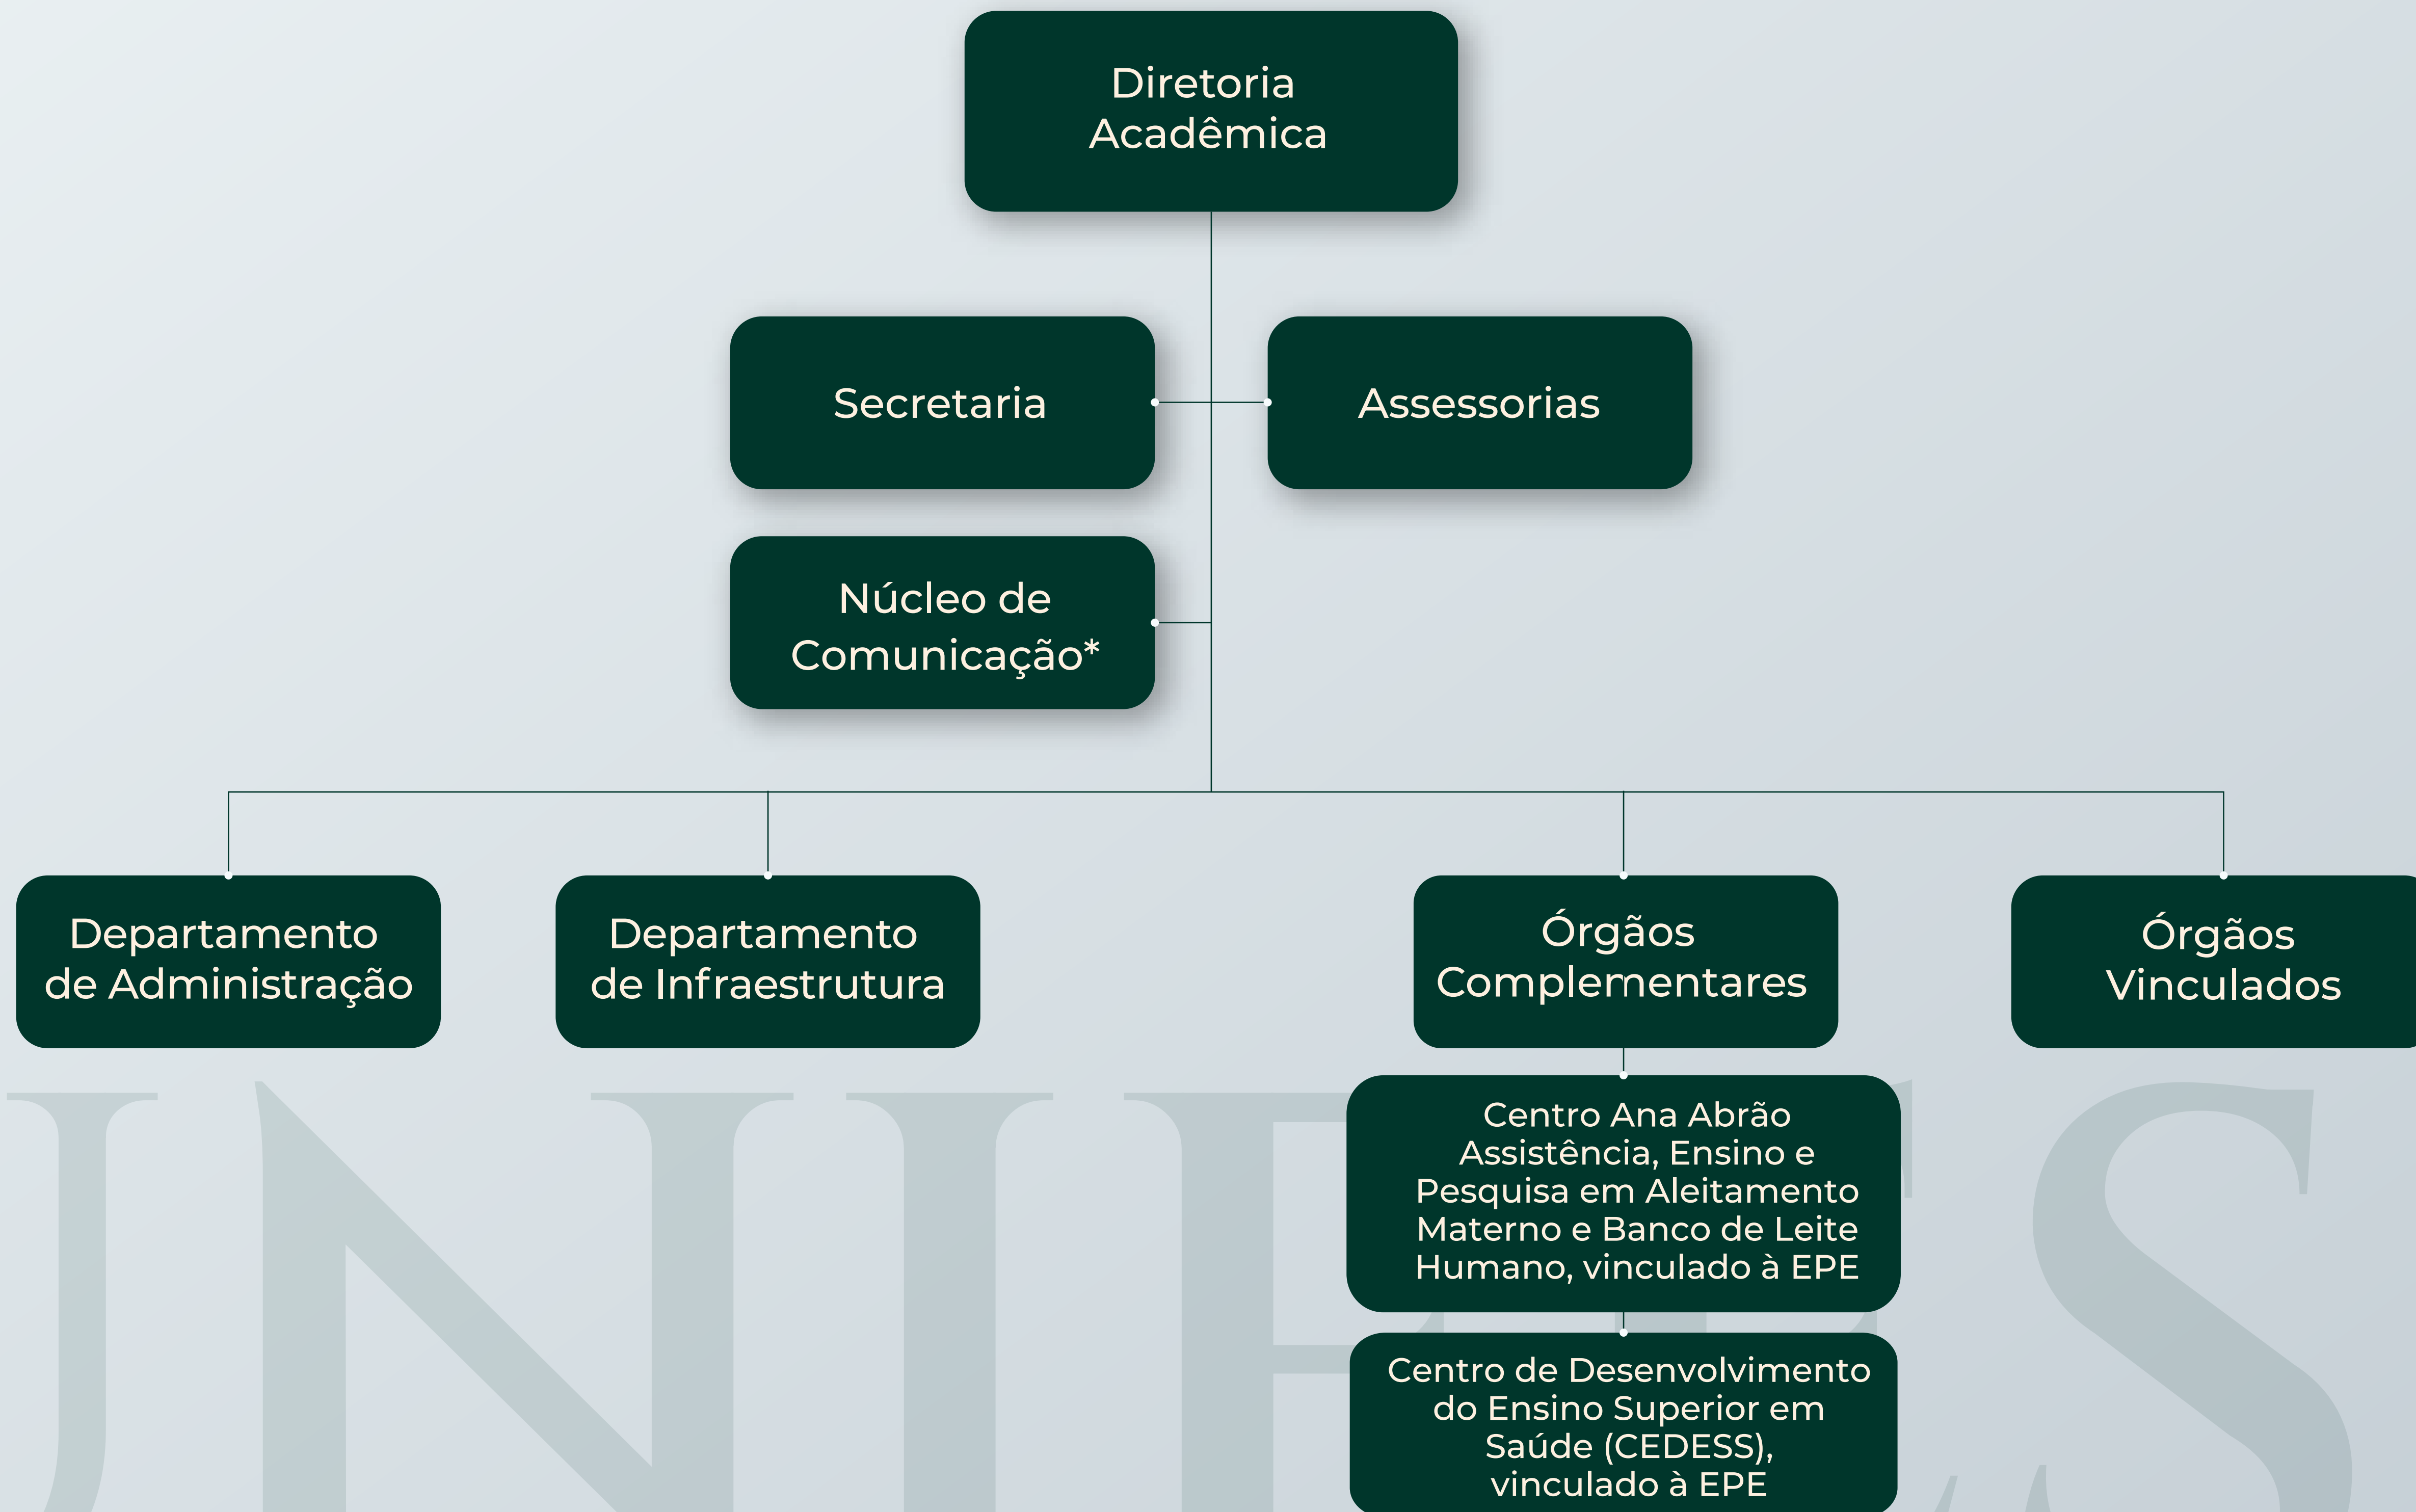 Diretoria
Acadêmica
Secretaria
Assessorias
Núcleo de
Comunicação*
Departamento
de Administração
Departamento
de Infraestrutura
Órgãos
Complementares
Órgãos
Vinculados
Centro Ana Abrão
Assistência, Ensino e
Pesquisa em Aleitamento
Materno e Banco de Leite
Humano, vinculado à EPE
Centro de Desenvolvimento
do Ensino Superior em
Saúde (CEDESS),
vinculado à EPE